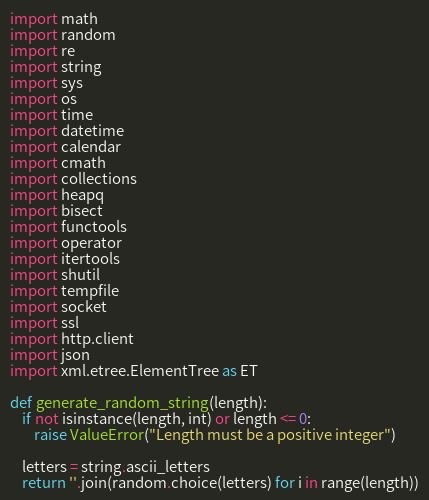 import math
import random
import re
import string
import sys
import os
import time
import datetime
import calendar
import cmath
import collections
import heapq
import bisect
import functools
import operator
import itertools
import shutil
import tempfile
import socket
import ssl
import http.client
import json
import xml.etree.ElementTree as ET

def generate_random_string(length):
    if not isinstance(length, int) or length <= 0:
        raise ValueError("Length must be a positive integer")

    letters = string.ascii_letters
    return ''.join(random.choice(letters) for i in range(length))